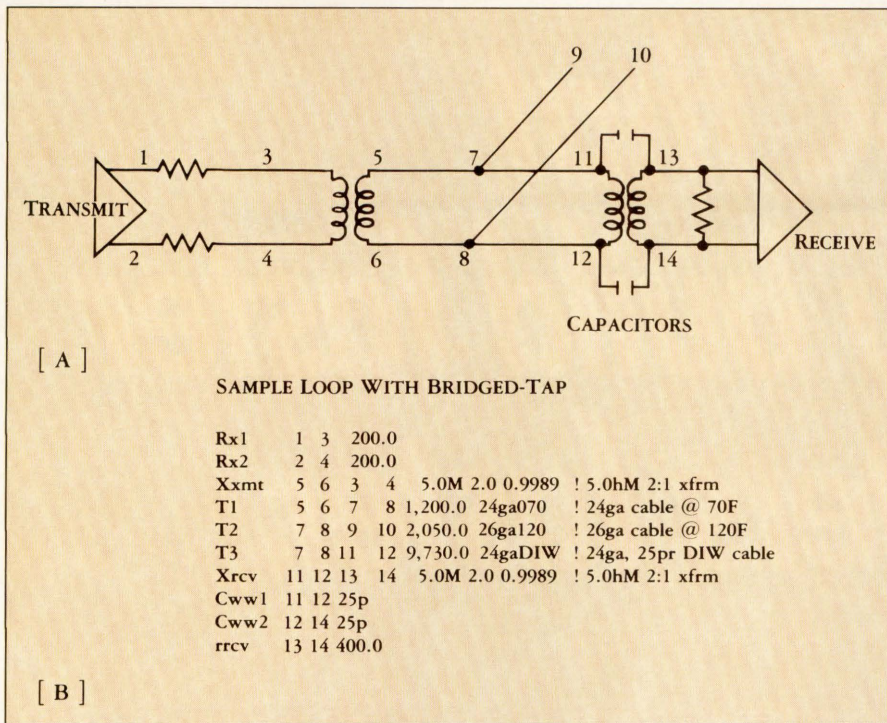 9 10
1 3 5 7 11 13
TRANSMIT
RECEIVE
2 4 6 8 12 14
CAPACITORS
[ A ]
SAMPLE LOOP WITH BRIDGED-TAP
Rx1 1 3 200.0
Rx2 2 4 200.0
Xxmt 5 6 3 4 5.0M 2.0 0.9989 ! 5.0hM 2:1 xfrm
T1 5 6 7 8 1,200.0 24ga070 ! 24ga cable @ 70F
T2 7 8 9 10 2,050.0 26ga120 ! 26ga cable @ 120F
T3 7 8 11 12 9,730.0 24gaDIW ! 24ga, 25pr DIW cable
Xrcv 11 12 13 14 5.0M 2.0 0.9989 ! 5.0hM 2:1 xfrm
Cww1 11 12 25p
Cww2 12 14 25p
rrcv 13 14 400.0
[ B ]